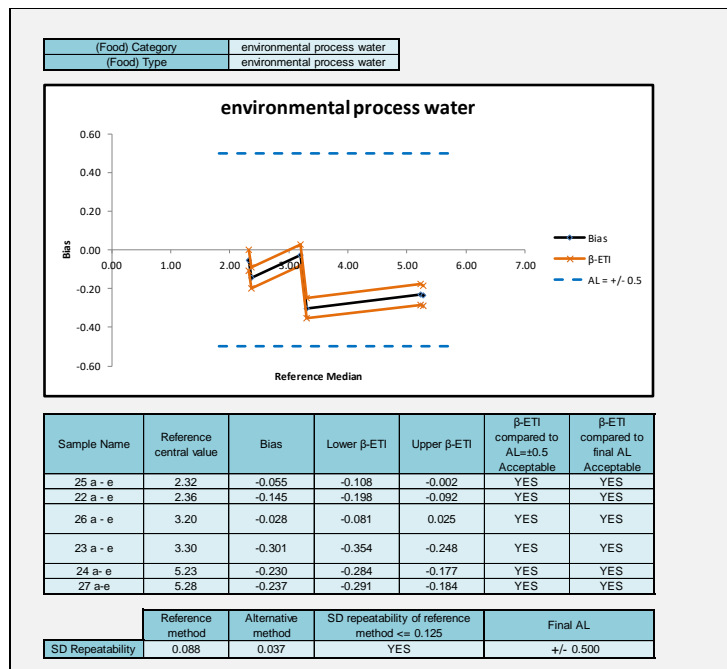 (Food) Category environmental process water
(Food) Type environmental process water
environmental process water
0.60
0.40
0.20
0.00
-0.20
-0.40
-0.60
0.00 1.00 2.00 3.00 4.00 5.00 6.00 7.00
Bias
Reference Median
Bias
β-ETI
AL = +/- 0.5
Sample Name Reference central value Bias Lower β-ETI Upper β-ETI β-ETI compared to AL=±0.5 Acceptable β-ETI compared to final AL Acceptable
25 a - e 2.32 -0.055 -0.108 -0.002 YES YES
22 a - e 2.36 -0.145 -0.198 -0.092 YES YES
26 a - e 3.20 -0.028 -0.081 0.025 YES YES
23 a - e 3.30 -0.301 -0.354 -0.248 YES YES
24 a- e 5.23 -0.230 -0.284 -0.177 YES YES
27 a-e 5.28 -0.237 -0.291 -0.184 YES YES
Reference method Alternative method SD repeatability of reference method <= 0.125 Final AL
SD Repeatability 0.088 0.037 YES +/- 0.500